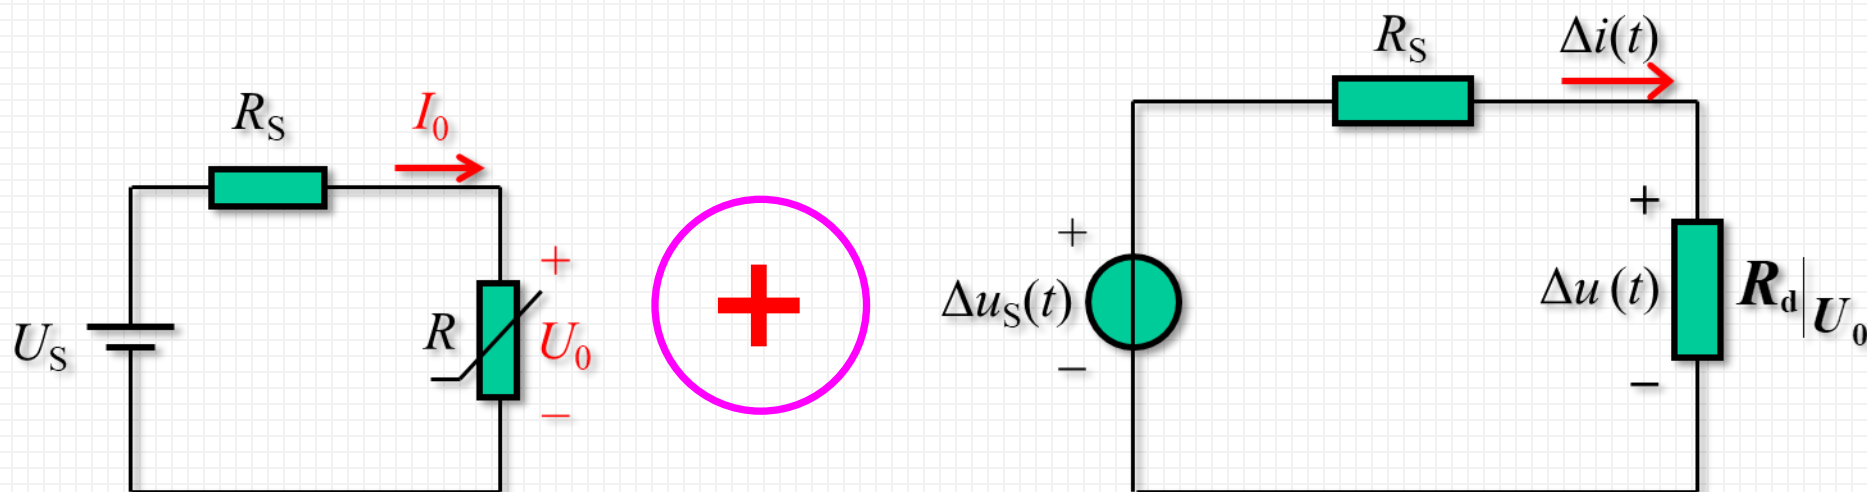 R_S
I_0
U_S
R
+
U_0
−
+
R_S
Δi(t)
+
Δu_S(t)
−
+
Δu (t)
−
R_d|U_0